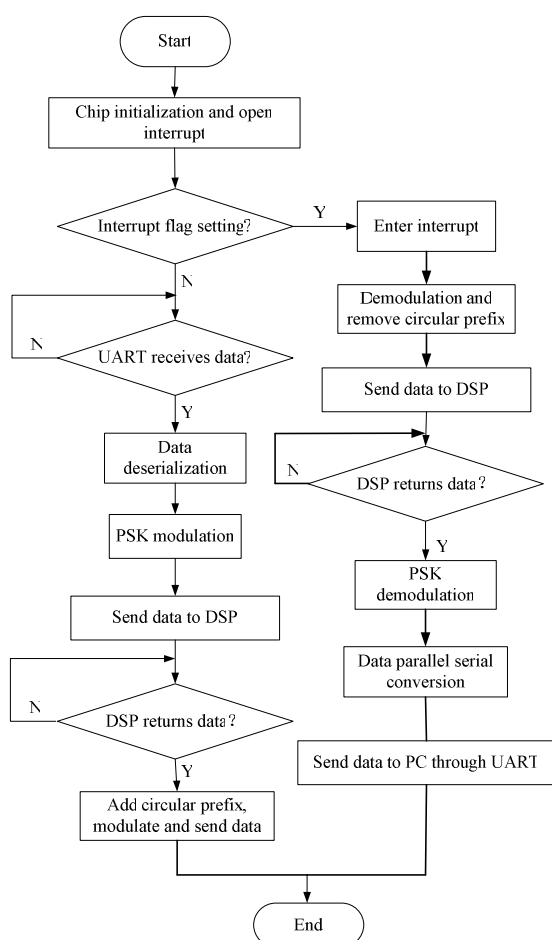 Start
Chip initialization and open
interrupt
Interrupt flag setting?
Y
Enter interrupt
N
Demodulation and
remove circular prefix
UART receives data?
N
Y
Send data to DSP
Data
deserialization
DSP returns data?
N
Y
PSK modulation
PSK
demodulation
Send data to DSP
Data parallel serial
conversion
DSP returns data?
N
Y
Send data to PC through UART
Add circular prefix,
modulate and send data
End